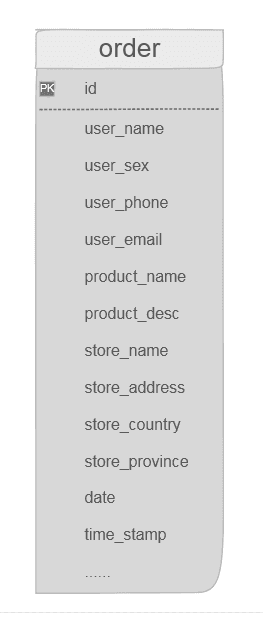 order
PK id
user_name
user_sex
user_phone
user_email
product_name
product_desc
store_name
store_address
store_country
store_province
date
time_stamp
......